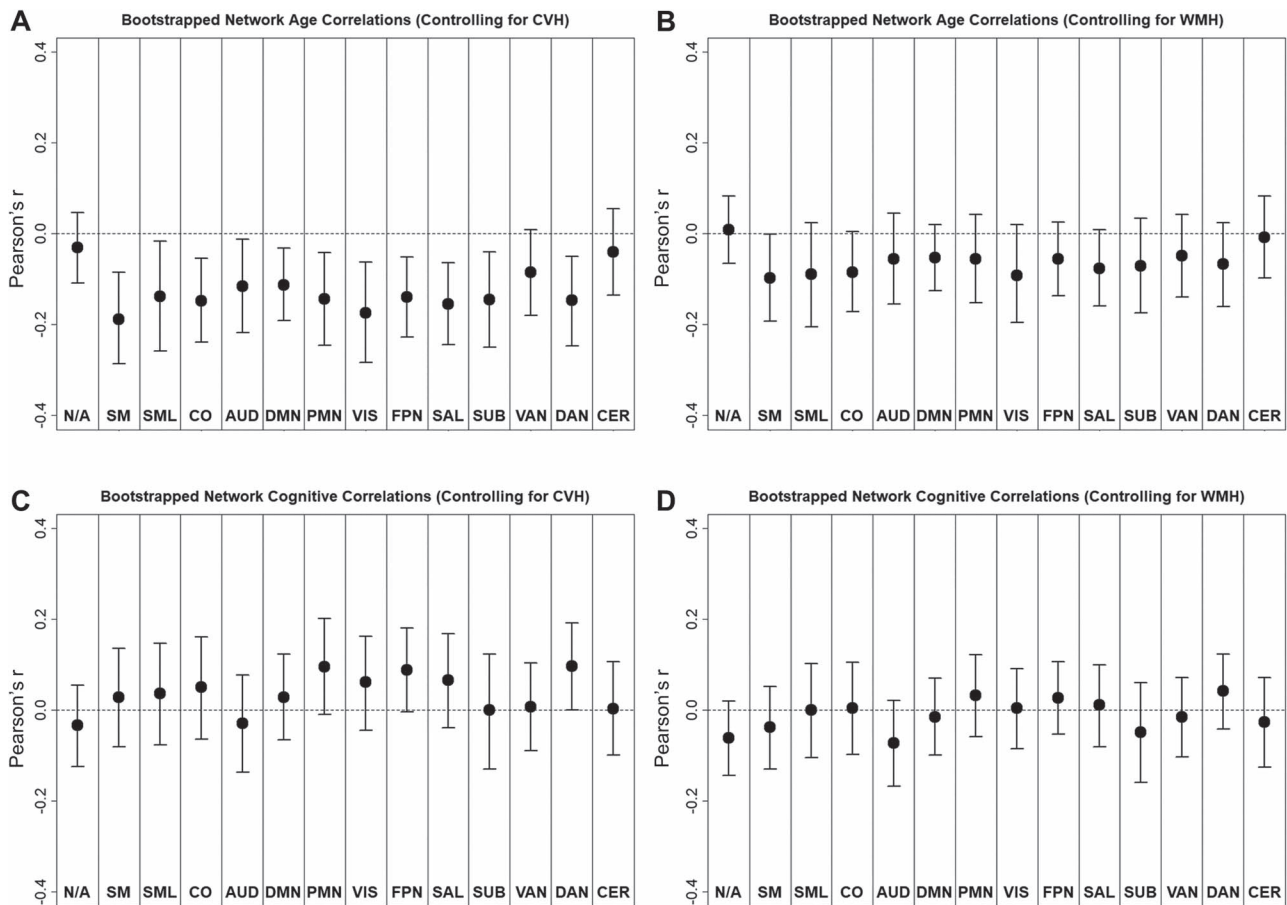 A
Bootstrapped Network Age Correlations (Controlling for CVH)
Pearson's r
0.4
0.2
0.0
-0.2
-0.4
N/A SM SML CO AUD DMN PMN VIS FPN SAL SUB VAN DAN CER
B
Bootstrapped Network Age Correlations (Controlling for WMH)
Pearson's r
0.4
0.2
0.0
-0.2
-0.4
N/A SM SML CO AUD DMN PMN VIS FPN SAL SUB VAN DAN CER
C
Bootstrapped Network Cognitive Correlations (Controlling for CVH)
Pearson's r
0.4
0.2
0.0
-0.2
-0.4
N/A SM SML CO AUD DMN PMN VIS FPN SAL SUB VAN DAN CER
D
Bootstrapped Network Cognitive Correlations (Controlling for WMH)
Pearson's r
0.4
0.2
0.0
-0.2
-0.4
N/A SM SML CO AUD DMN PMN VIS FPN SAL SUB VAN DAN CER